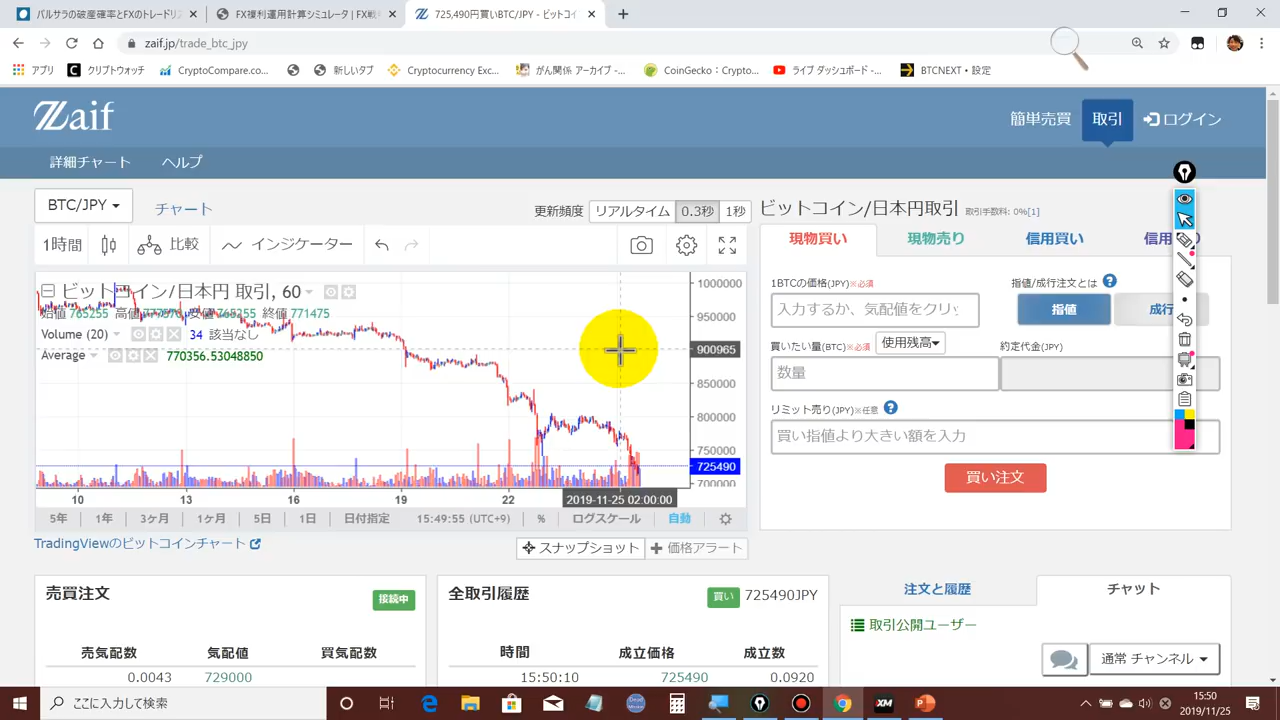 バルサラの破産確率とFXのトレードリス
FX複利運用計算シミュレータ | FX戦略
725,490円買いBTC/JPY - ビットコイン
zaif.jp/trade_btc_jpy
アプリ
クリプトウォッチ
CryptoCompare.co...
新しいタブ
Cryptocurrency Exc...
がん関係 アーカイブ -...
CoinGecko：Crypto...
ライブ ダッシュボード -...
BTCNEXT • 設定
Zaif
簡単売買
取引
ログイン
詳細チャート
ヘルプ
BTC/JPY
チャート
更新頻度
リアルタイム
0.3秒
1秒
ビットコイン/日本円取引
取引手数料: 0%[1]
1時間
比較
インジケーター
現物買い
現物売り
信用買い
信用
ビットコイン/日本円 取引, 60
始値 765255
高値 777570
安値 765255
終値 771475
Volume (20)
34
該当なし
Average
770356.53048850
1000000
950000
900965
850000
800000
750000
725490
700000
10
13
16
19
22
2019-11-25 02:00:00
5年
1年
3ヶ月
1ヶ月
5日
1日
日付指定
15:49:55 (UTC+9)
%
ログスケール
自動
TradingViewのビットコインチャート
スナップショット
価格アラート
1BTCの価格(JPY)※必須
指値/成行注文とは
入力するか、気配値をクリッ
指値
成行
買いたい量(BTC)※必須
使用残高
約定代金(JPY)
数量
リミット売り(JPY)※任意
買い指値より大きい額を入力
買い注文
売買注文
接続中
売気配数
気配値
買気配数
0.0043
729000
全取引履歴
買い
725490JPY
時間
成立価格
成立数
15:50:10
725490
0.0920
注文と履歴
チャット
取引公開ユーザー
通常 チャンネル
ここに入力して検索
15:50
2019/11/25